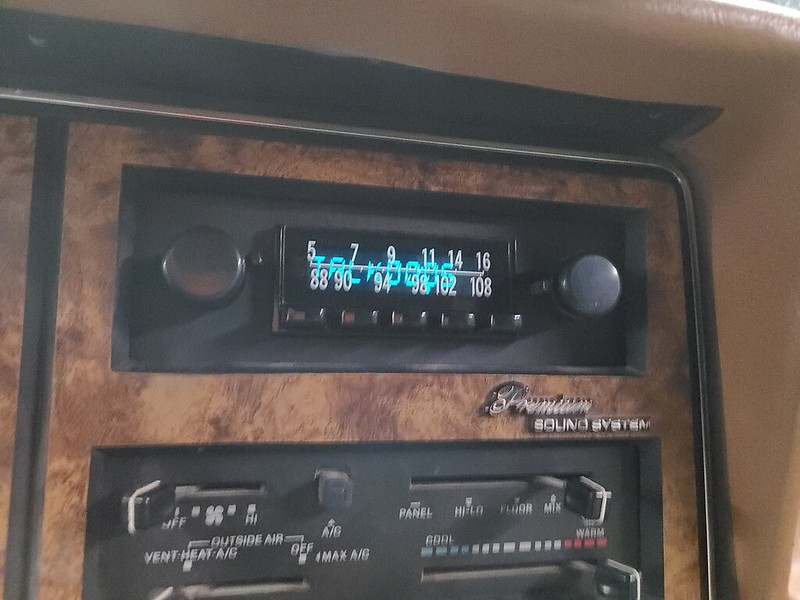 5 7 9 11 14 16
88 90 94 98 102 108
Premium
SOUND SYSTEM
OFF HI
PANEL HI-LO FLOOR MIX
A/C
OUTSIDE AIR
VENT-HEAT-A/C OFF MAX A/C
COOL WARM